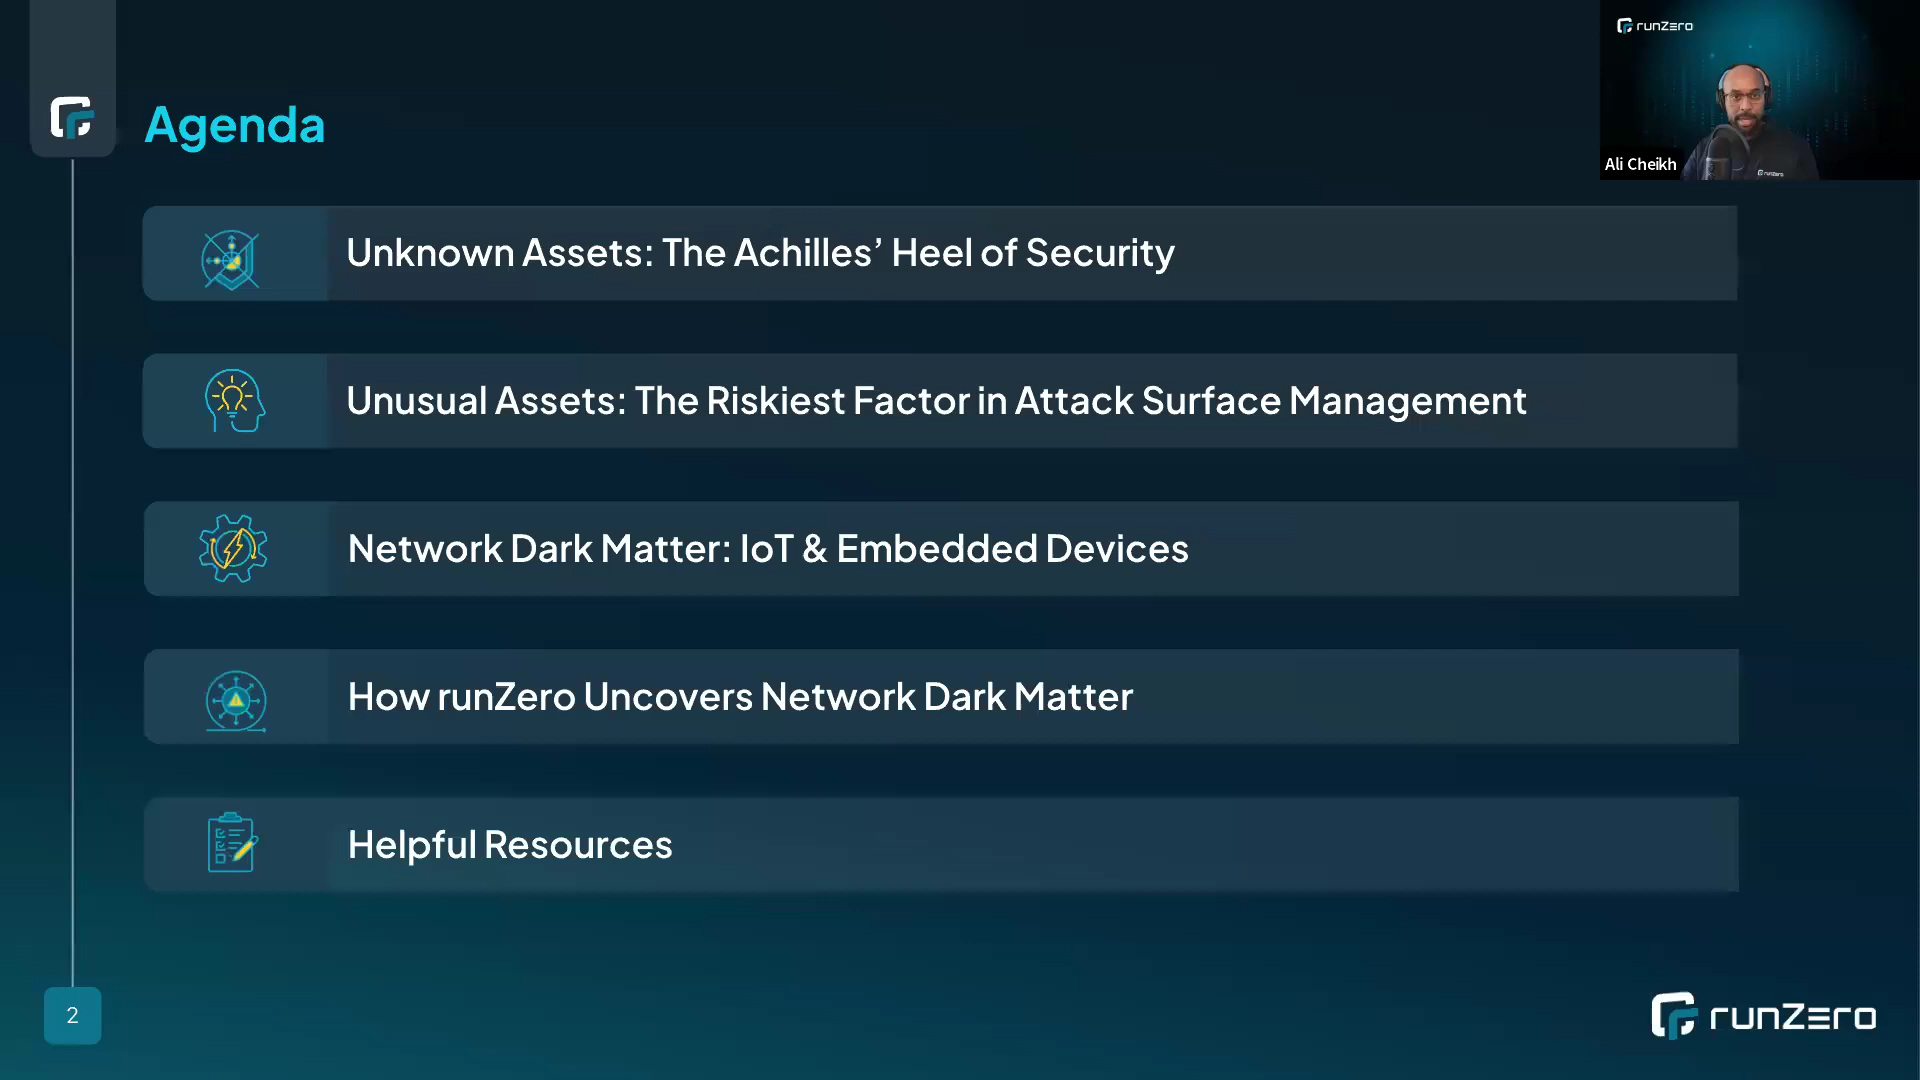 runZero
Ali Cheikh
runZero
Agenda
Unknown Assets: The Achilles’ Heel of Security
Unusual Assets: The Riskiest Factor in Attack Surface Management
Network Dark Matter: IoT & Embedded Devices
How runZero Uncovers Network Dark Matter
Helpful Resources
2
runZero